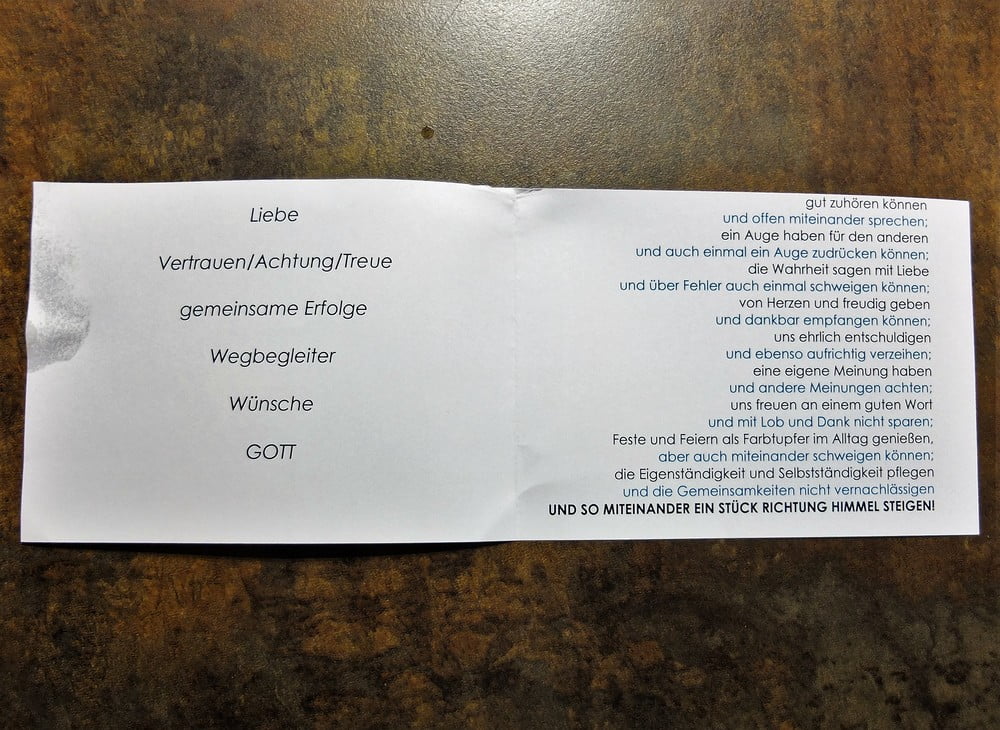 Liebe
Vertrauen/Achtung/Treue
gemeinsame Erfolge
Wegbegleiter
Wünsche
GOTT
gut zuhören können
und offen miteinander sprechen;
ein Auge haben für den anderen
und auch einmal ein Auge zudrücken können;
die Wahrheit sagen mit Liebe
und über Fehler auch einmal schweigen können;
von Herzen und freudig geben
und dankbar empfangen können;
uns ehrlich entschuldigen
und ebenso aufrichtig verzeihen;
eine eigene Meinung haben
und andere Meinungen achten;
uns freuen an einem guten Wort
und mit Lob und Dank nicht sparen;
Feste und Feiern als Farbtupfer im Alltag genießen,
aber auch miteinander schweigen können;
die Eigenständigkeit und Selbstständigkeit pflegen
und die Gemeinsamkeiten nicht vernachlässigen
UND SO MITEINANDER EIN STÜCK RICHTUNG HIMMEL STEIGEN!